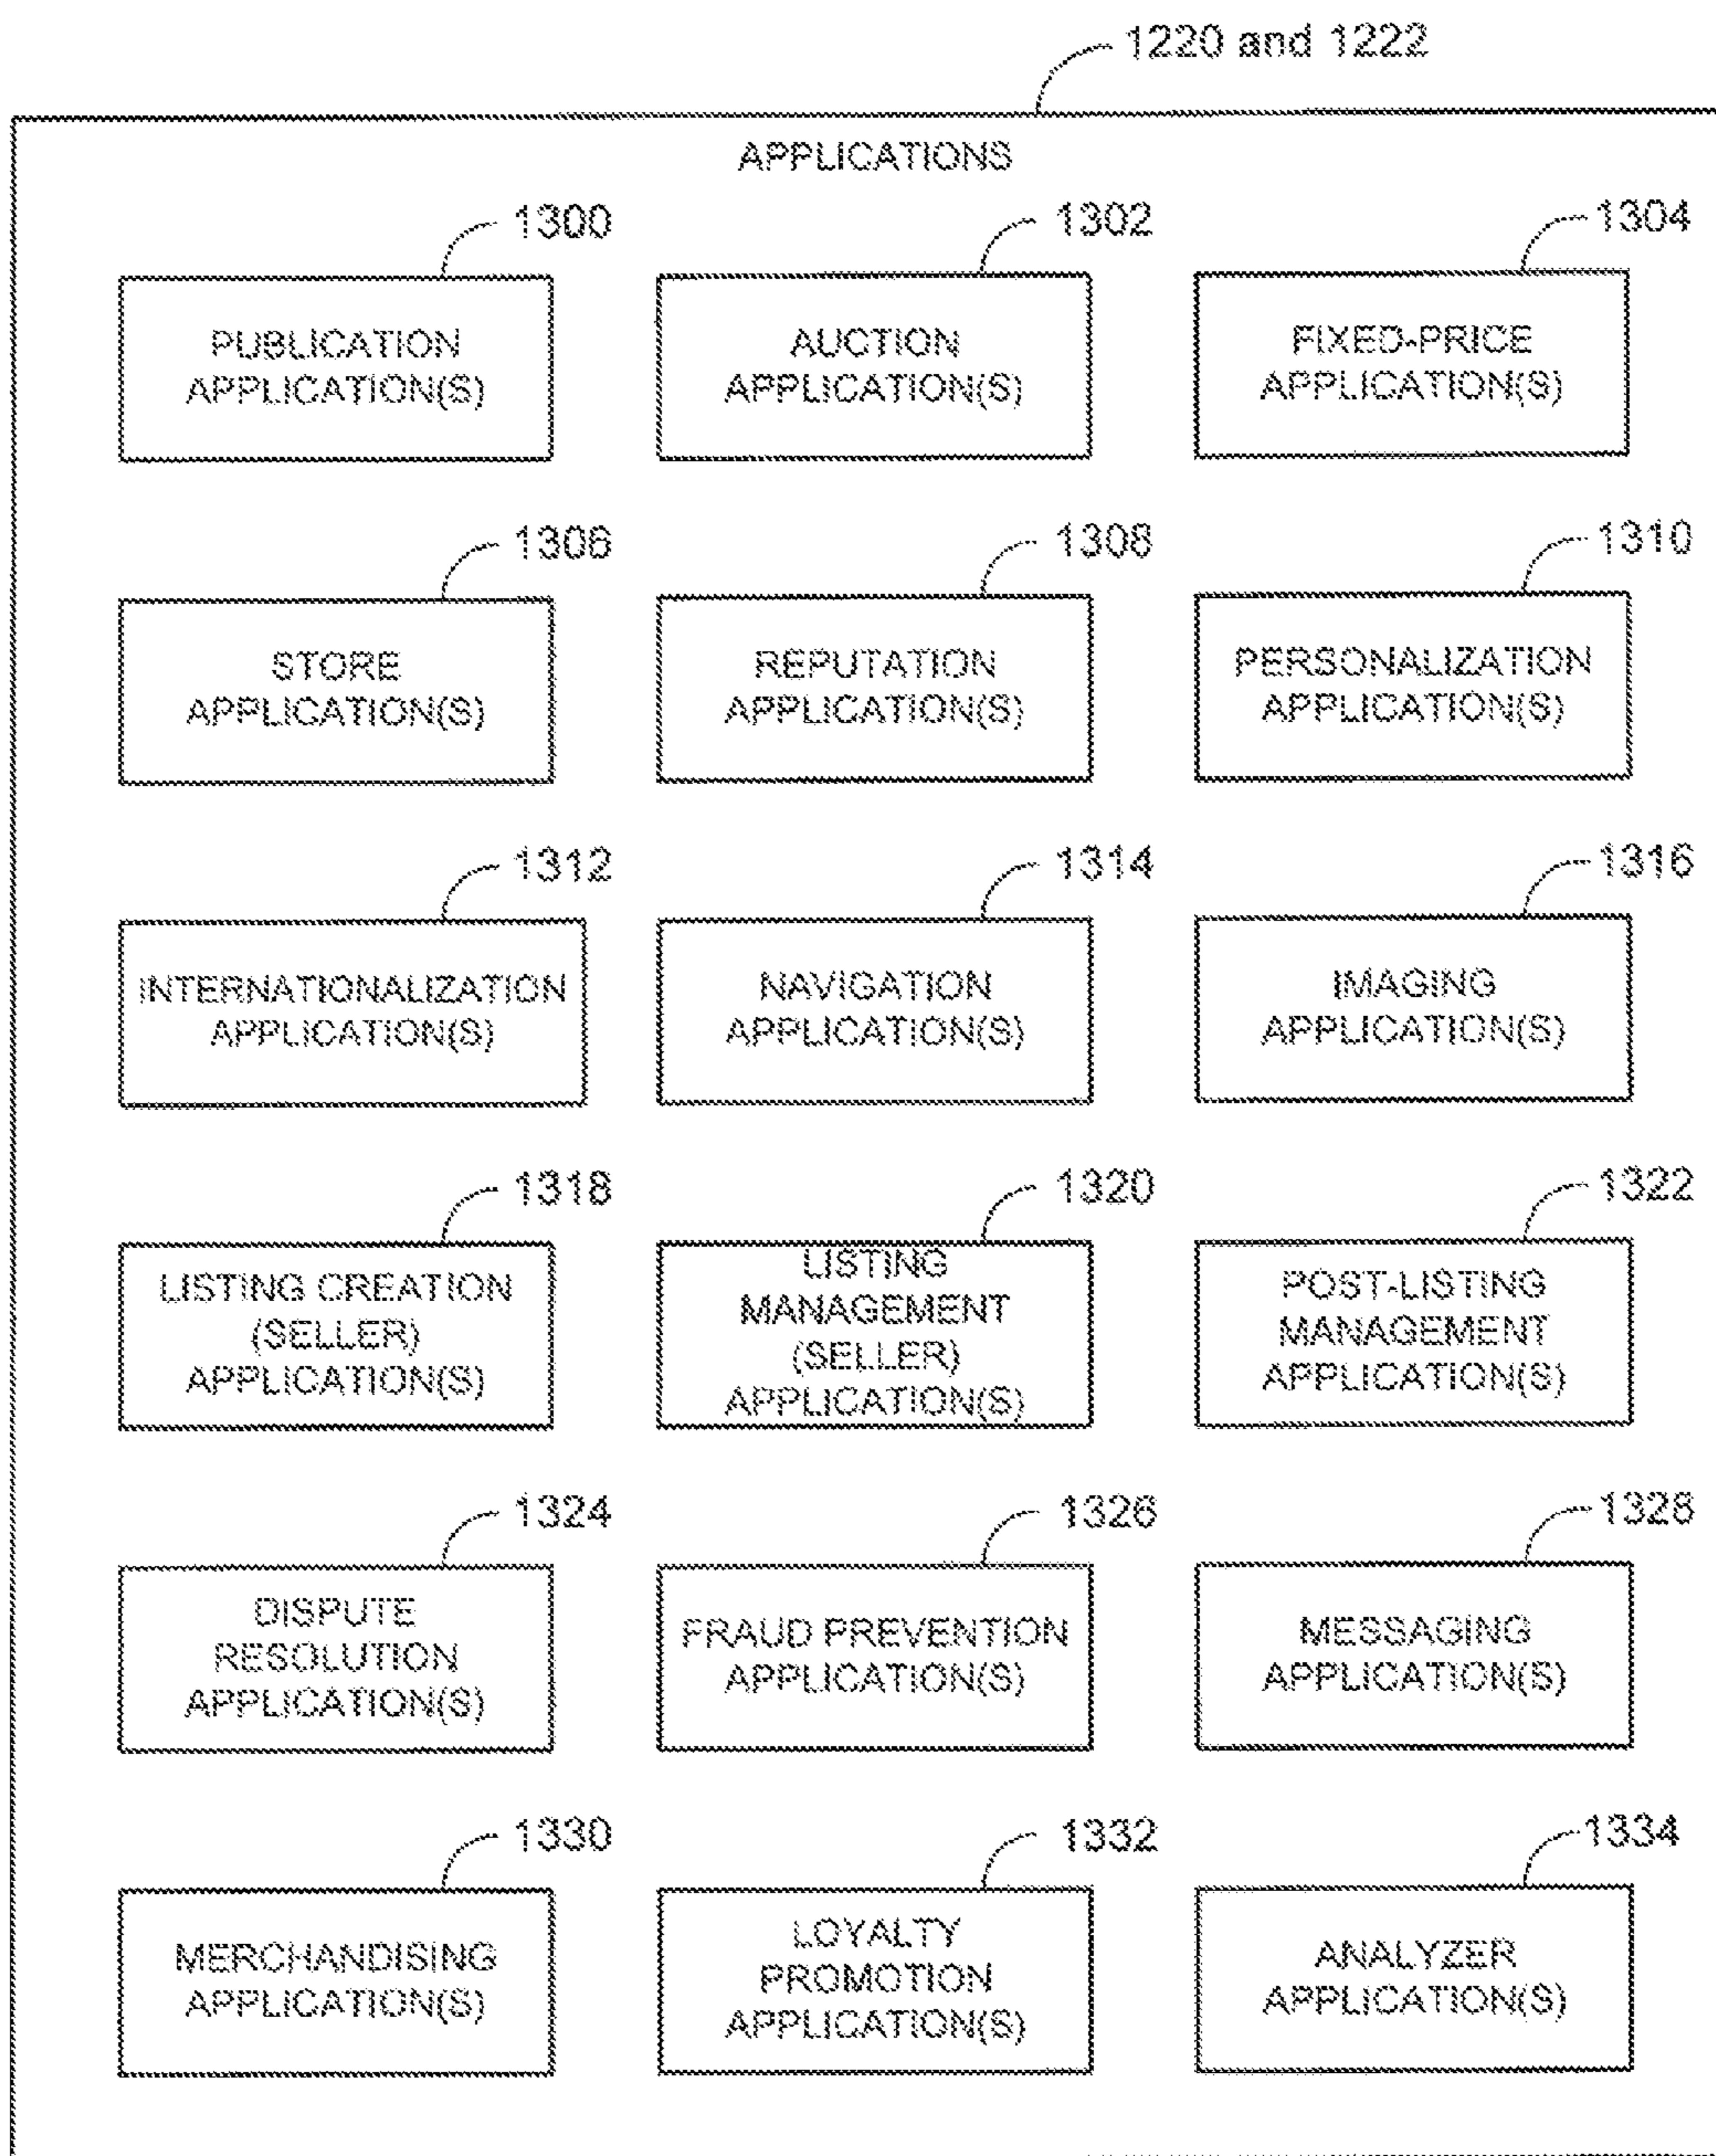 1220 and 1222
APPLICATIONS
1300
PUBLICATION
APPLICATION(S)
1302
AUCTION
APPLICATION(S)
1304
FIXED-PRICE
APPLICATION(S)
1306
STORE
APPLICATION(S)
1308
REPUTATION
APPLICATION(S)
1310
PERSONALIZATION
APPLICATION(S)
1312
INTERNATIONALIZATION
APPLICATION(S)
1314
NAVIGATION
APPLICATION(S)
1316
IMAGING
APPLICATION(S)
1318
LISTING CREATION
(SELLER)
APPLICATION(S)
1320
LISTING
MANAGEMENT
(SELLER)
APPLICATION(S)
1322
POST-LISTING
MANAGEMENT
APPLICATION(S)
1324
DISPUTE
RESOLUTION
APPLICATION(S)
1326
FRAUD PREVENTION
APPLICATION(S)
1328
MESSAGING
APPLICATION(S)
1330
MERCHANDISING
APPLICATION(S)
1332
LOYALTY
PROMOTION
APPLICATION(S)
1334
ANALYZER
APPLICATION(S)